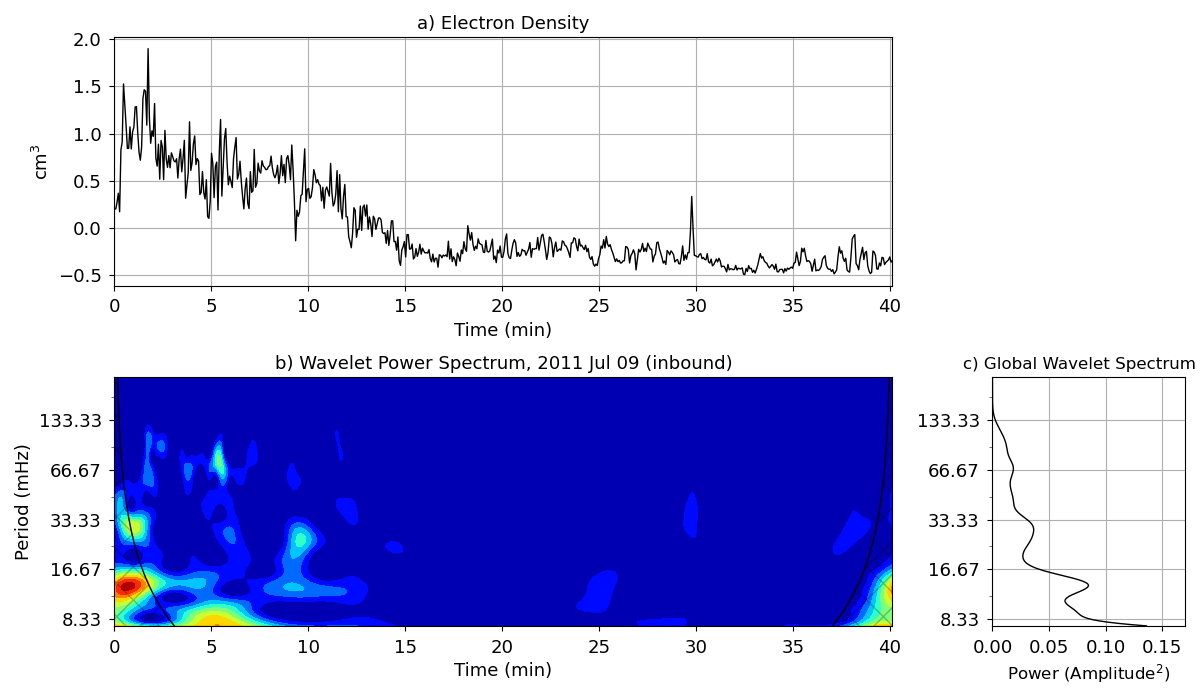 a) Electron Density
2.0
1.5
1.0
0.5
0.0
−0.5
cm³
0 5 10 15 20 25 30 35 40
Time (min)
b) Wavelet Power Spectrum, 2011 Jul 09 (inbound)
133.33
66.67
33.33
16.67
8.33
Period (mHz)
0 5 10 15 20 25 30 35 40
Time (min)
c) Global Wavelet Spectrum
133.33
66.67
33.33
16.67
8.33
0.00 0.05 0.10 0.15
Power (Amplitude²)